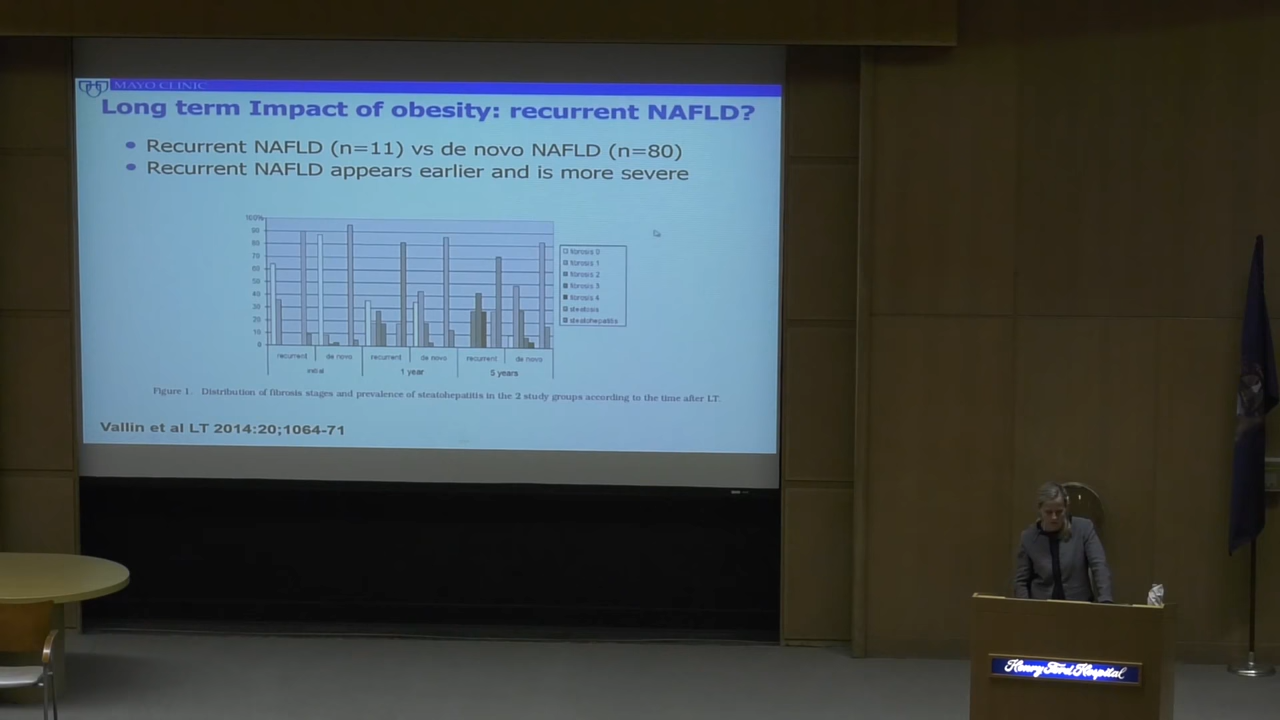 MAYO CLINIC
Long term Impact of obesity: recurrent NAFLD?
• Recurrent NAFLD (n=11) vs de novo NAFLD (n=80)
• Recurrent NAFLD appears earlier and is more severe
100%
90
80
70
60
50
40
30
20
10
0
fibrosis 0
fibrosis 1
fibrosis 2
fibrosis 3
fibrosis 4
steatosis
steatohepatitis
recurrent de novo recurrent de novo recurrent de novo
initial 1 year 5 years
Figure 1. Distribution of fibrosis stages and prevalence of steatohepatitis in the 2 study groups according to the time after LT.
Vallin et al LT 2014:20;1064-71
Henry Ford Hospital